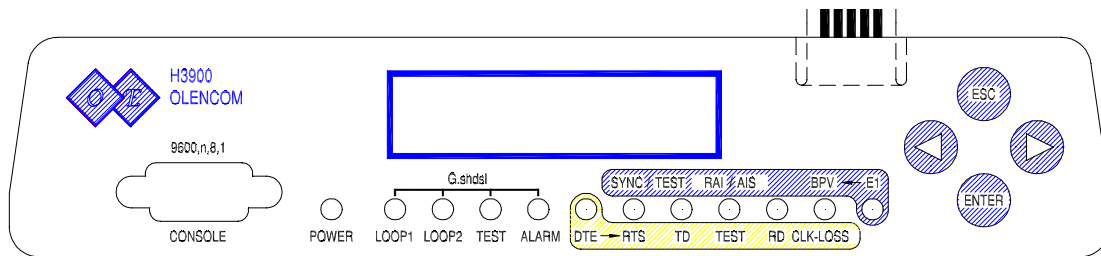 O E
H3900
OLENCOM
9600,n,8,1
CONSOLE
POWER
G.shdsl
LOOP1 LOOP2 TEST ALARM
SYNC TEST RAI AIS BPV ← E1
DTE → RTS TD TEST RD CLK-LOSS
ESC
ENTER